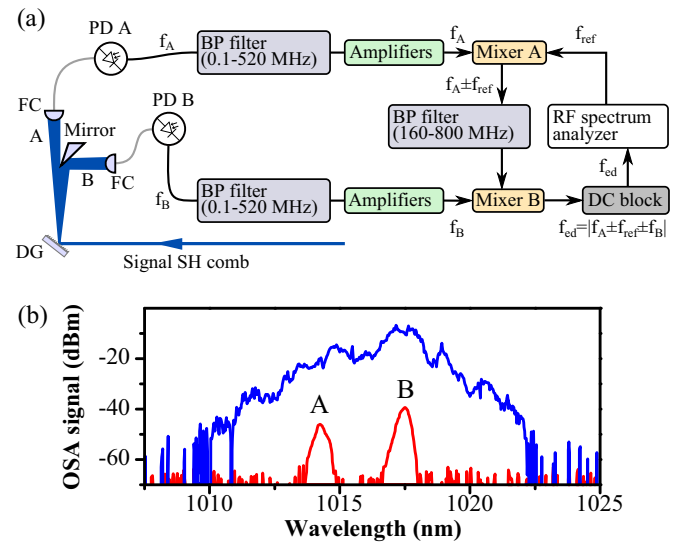 (a)
PD A
f_A
BP filter
(0.1-520 MHz)
Amplifiers
f_A
Mixer A
f_ref
FC
A
Mirror
PD B
f_A±f_ref
BP filter
(160-800 MHz)
RF spectrum
analyzer
B
FC
f_B
BP filter
(0.1-520 MHz)
Amplifiers
f_B
Mixer B
f_ed
DC block
f_ed=|f_A±f_ref±f_B|
DG
Signal SH comb
(b)
OSA signal (dBm)
-20
-40
-60
A
B
1010
1015
1020
1025
Wavelength (nm)